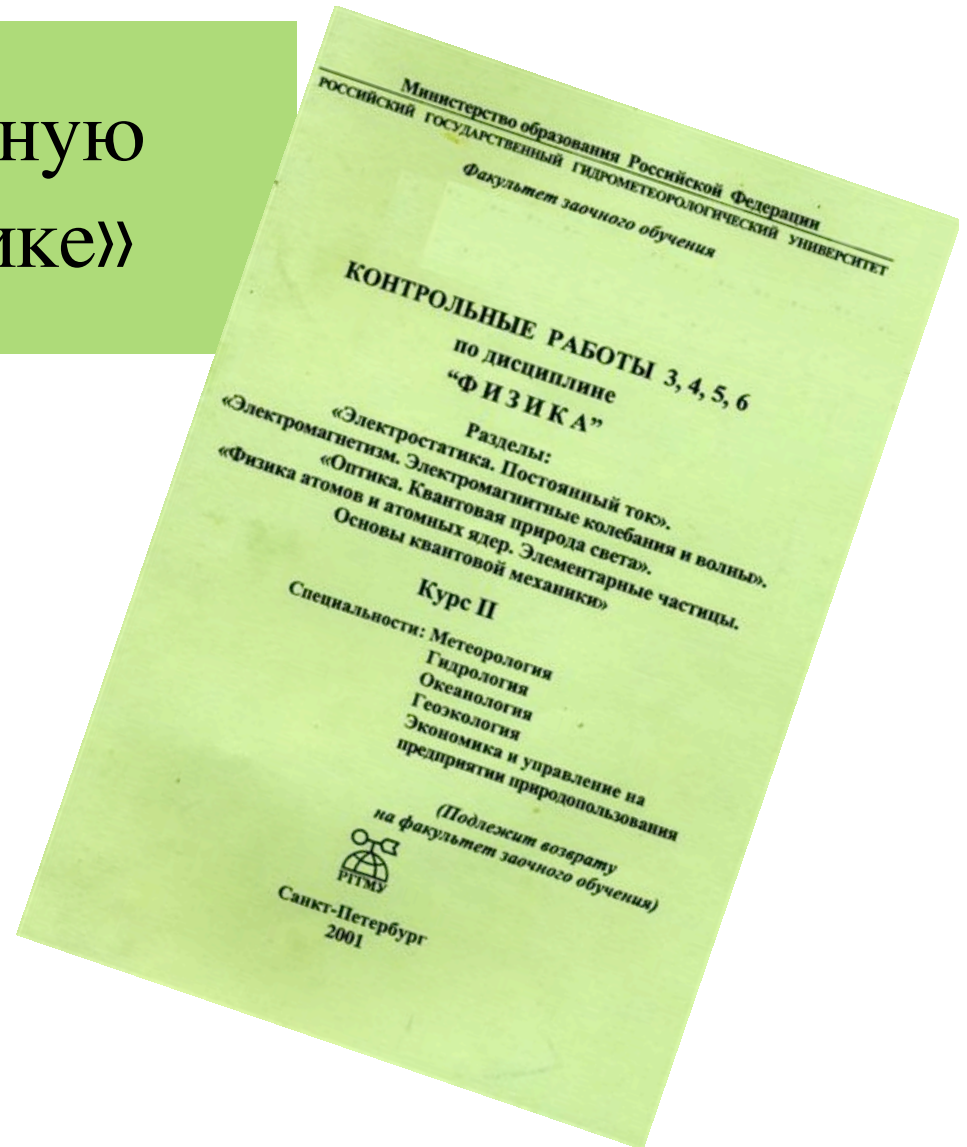 ную
ике»
Министерство образования Российской Федерации
РОССИЙСКИЙ ГОСУДАРСТВЕННЫЙ ГИДРОМЕТЕОРОЛОГИЧЕСКИЙ УНИВЕРСИТЕТ
Факультет заочного обучения
КОНТРОЛЬНЫЕ РАБОТЫ 3, 4, 5, 6
по дисциплине
“Ф И З И К А”
Разделы:
«Электростатика. Постоянный ток».
«Электромагнетизм. Электромагнитные колебания и волны».
«Оптика. Квантовая природа света».
«Физика атомов и атомных ядер. Элементарные частицы.
Основы квантовой механики»
Курс II
Специальности: Метеорология
Гидрология
Океанология
Геоэкология
Экономика и управление на
предприятии природопользования
(Подлежит возврату
на факультет заочного обучения)
РГГМУ
Санкт-Петербург
2001